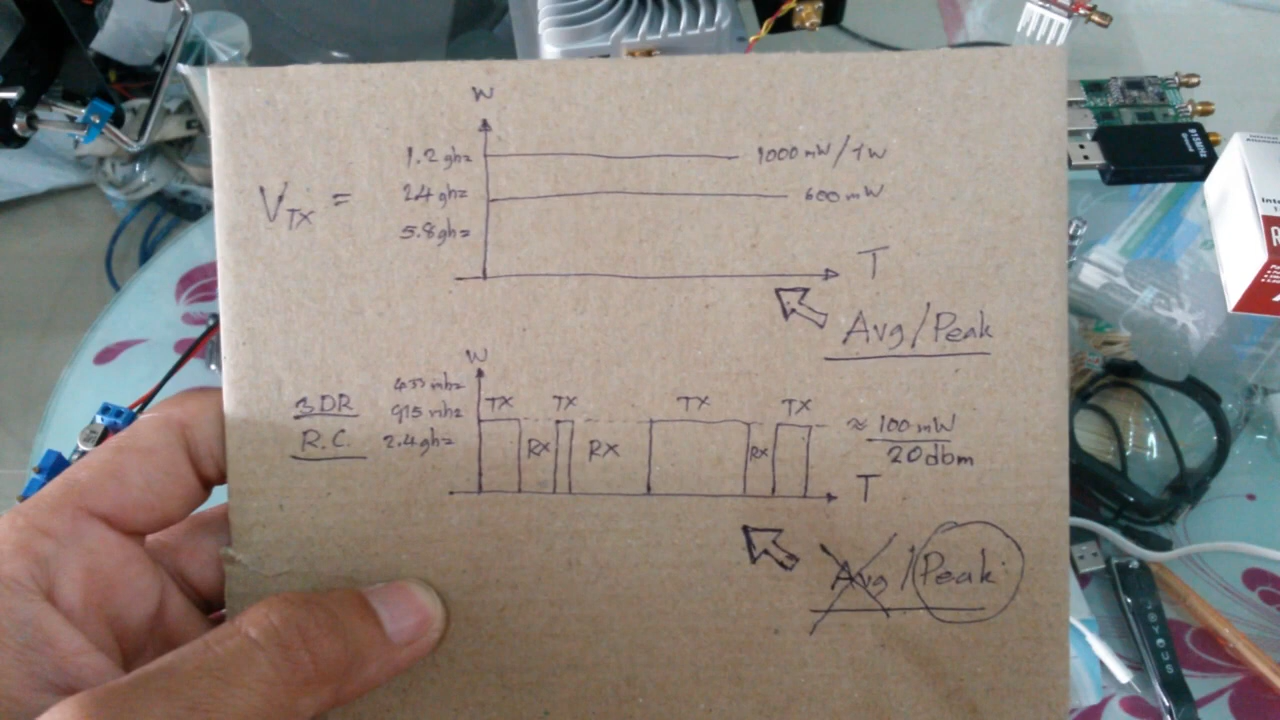 W
1.2 ghz 1000 mW / 1W
VTX = 2.4 ghz 600 mW
5.8 ghz
T
Avg/Peak
W
433 mhz
3DR 915 mhz TX TX TX TX
R.C. 2.4 ghz RX RX RX ≈ 100 mW
20 dbm
T
Avg/Peak
915MHz